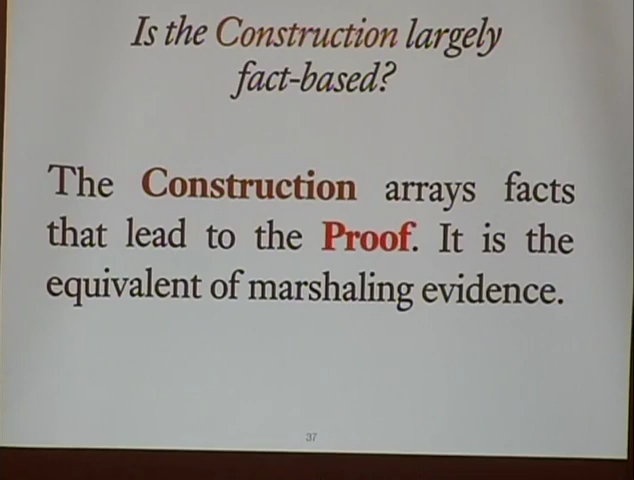 Is the Construction largely
fact-based?
The Construction arrays facts
that lead to the Proof. It is the
equivalent of marshaling evidence.
37